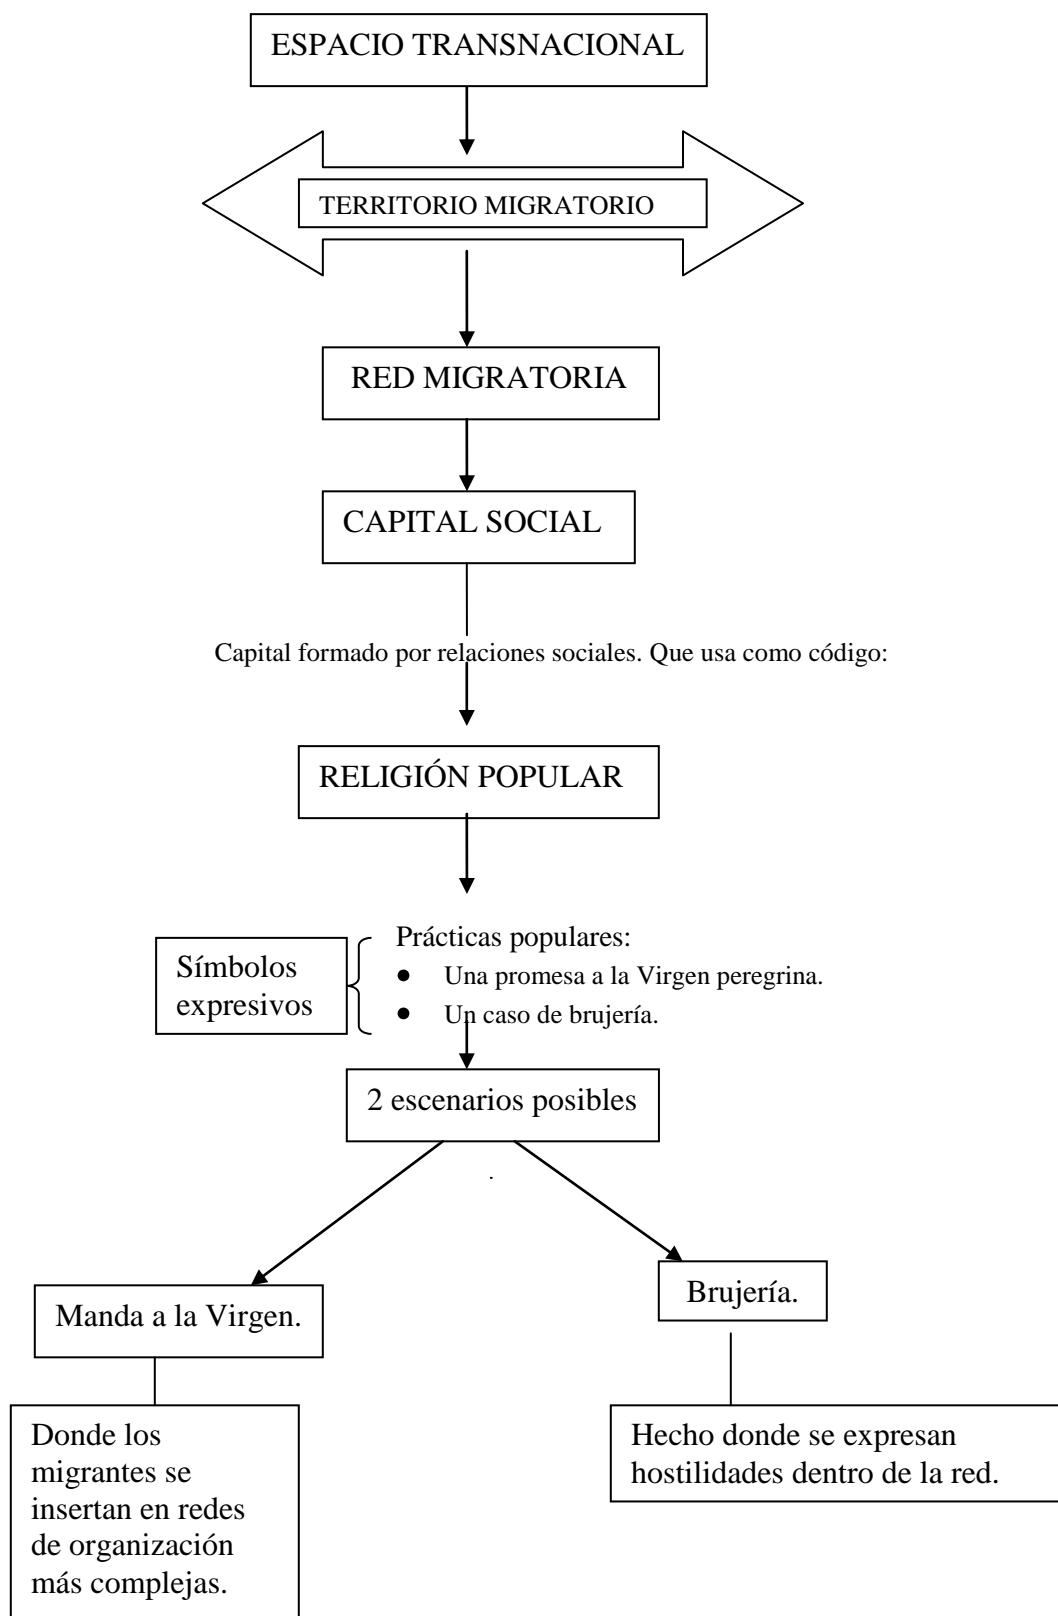 ESPACIO TRANSNACIONAL
TERRITORIO MIGRATORIO
RED MIGRATORIA
CAPITAL SOCIAL
Capital formado por relaciones sociales. Que usa como código:
RELIGIÓN POPULAR
Símbolos
expresivos
Prácticas populares:
● Una promesa a la Virgen peregrina.
● Un caso de brujería.
2 escenarios posibles
.
Manda a la Virgen.
Brujería.
Donde los
migrantes se
insertan en redes
de organización
más complejas.
Hecho donde se expresan
hostilidades dentro de la red.